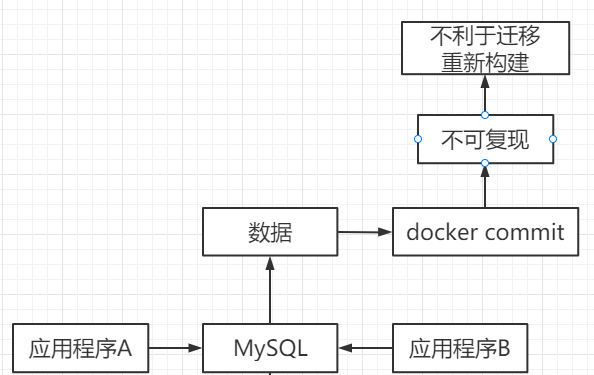 不利于迁移
重新构建
不可复现
数据
docker commit
应用程序A
MySQL
应用程序B